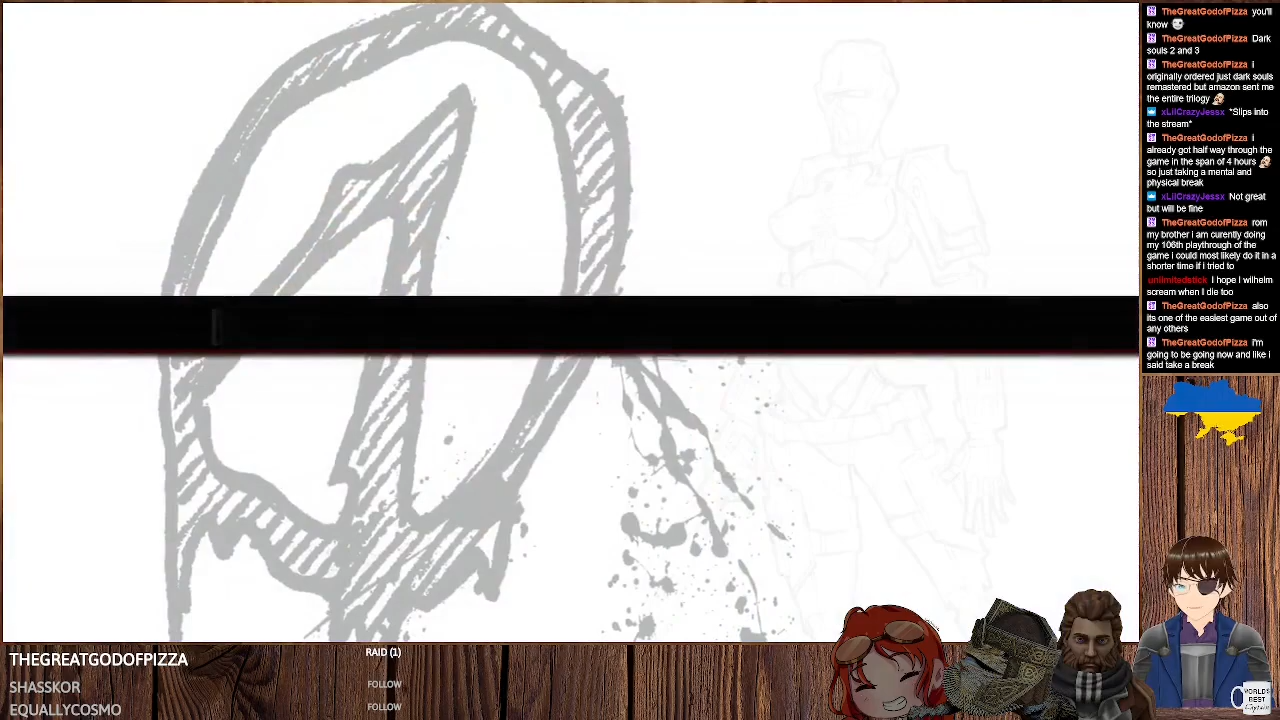 TheGreatGodofPizza you'll
know
TheGreatGodofPizza Dark
souls 2 and 3
TheGreatGodofPizza i
originally ordered just dark souls
remastered but amazon sent me
the entire trilogy
xLilCrazyJessx *Slips into
the stream*
TheGreatGodofPizza i
already got half way through the
game in the span of 4 hours
so just taking a mental and
physical break
xLilCrazyJessx Not great
but will be fine
TheGreatGodofPizza rom
my brother i am curently doing
my 106th playthrough of the
game i could most likely do it in a
shorter time if i tried to
unlimitedstick I hope I wilhelm
scream when I die too
TheGreatGodofPizza also
its one of the easiest game out of
any others
TheGreatGodofPizza i'm
going to be going now and like i
said take a break
THEGREATGODOFPIZZA RAID (1)
SHASSKOR FOLLOW
EQUALLYCOSMO FOLLOW
WORLD'S
BEST